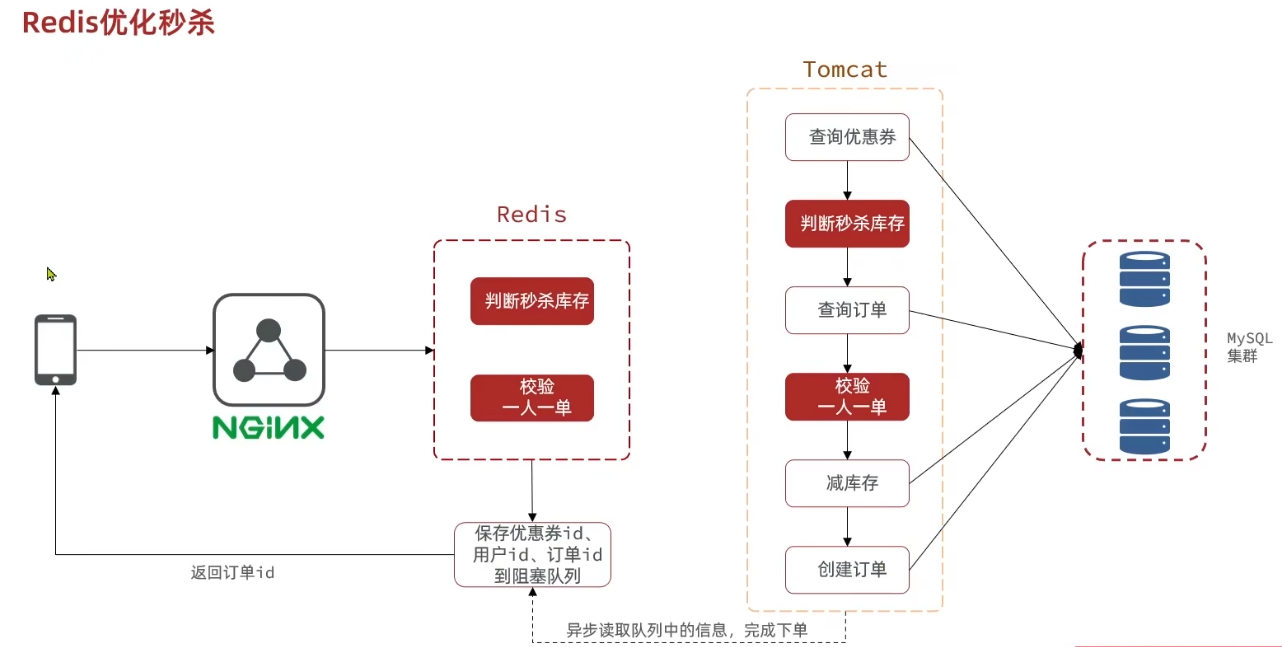 Redis优化秒杀
Tomcat
查询优惠券
判断秒杀库存
Redis
判断秒杀库存
查询订单
校验
一人一单
校验
一人一单
减库存
创建订单
MySQL
集群
NGiNX
保存优惠券id、
用户id、订单id
到阻塞队列
返回订单id
异步读取队列中的信息，完成下单